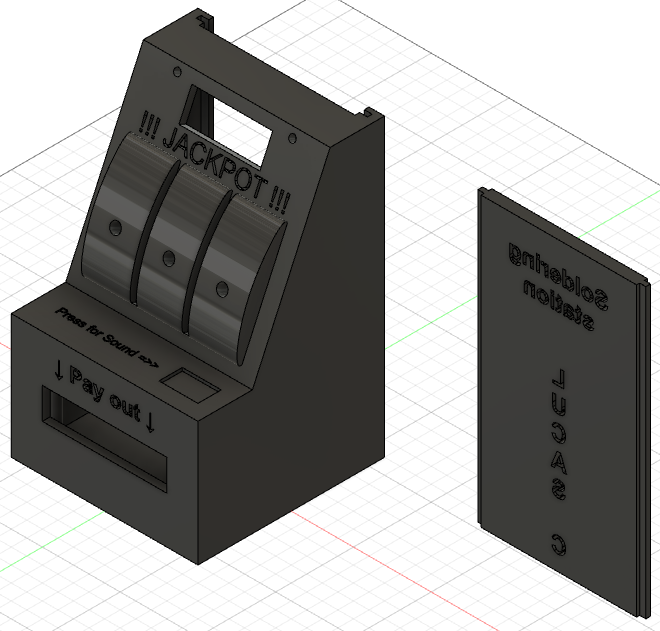 !!! JACKPOT !!!
Press for Sound =>>
↓ Pay out ↓
Soldering
station
L
U
C
A
S
C